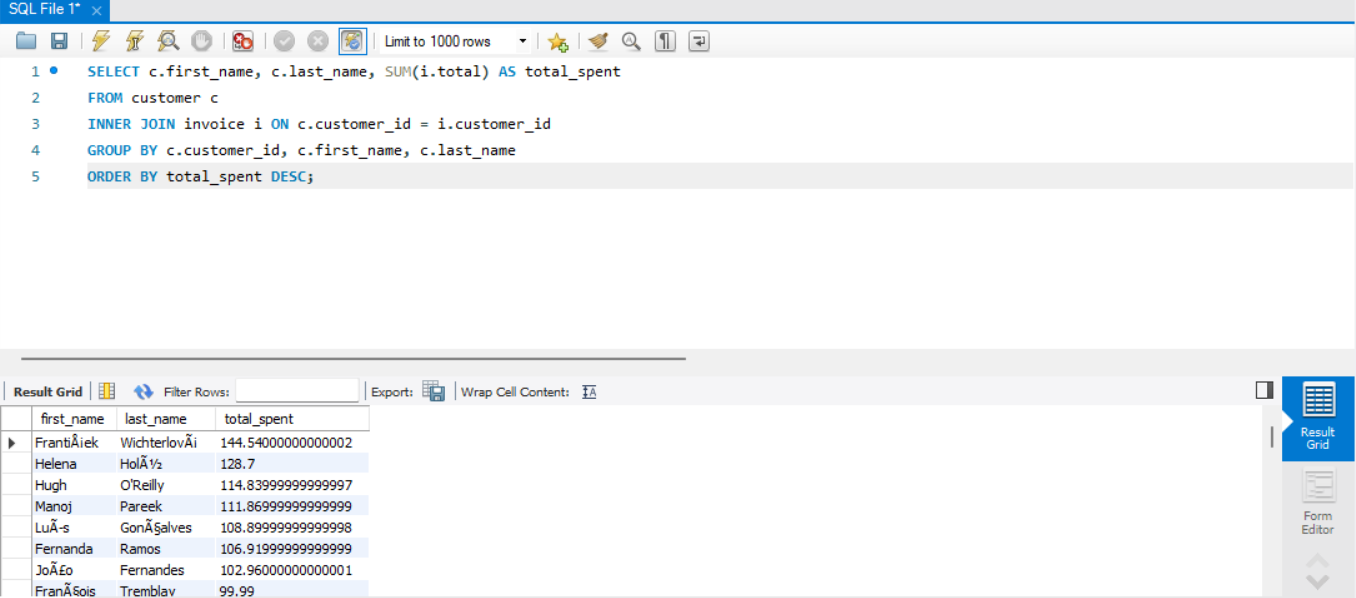 SQL File 1*
Limit to 1000 rows
1 SELECT c.first_name, c.last_name, SUM(i.total) AS total_spent
2 FROM customer c
3 INNER JOIN invoice i ON c.customer_id = i.customer_id
4 GROUP BY c.customer_id, c.first_name, c.last_name
5 ORDER BY total_spent DESC;
Result Grid Filter Rows: Export: Wrap Cell Content:
first_name last_name total_spent
FrantiÅiek WichterlovÃi 144.54000000000002
Helena HolÃ½ 128.7
Hugh O'Reilly 114.83999999999997
Manoj Pareek 111.86999999999999
LuÃ-s GonÃ§alves 108.89999999999998
Fernanda Ramos 106.91999999999999
JoÃ£o Fernandes 102.96000000000001
FranÃ§ois Tremblay 99.99
Result
Grid
Form
Editor